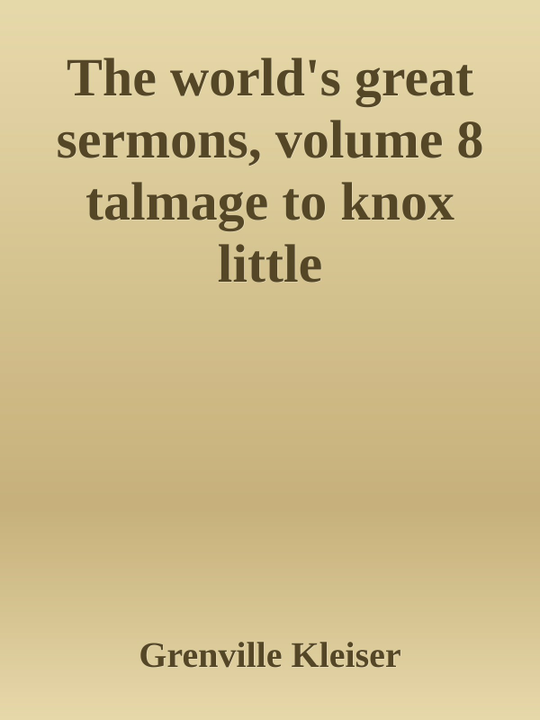 The world's great
sermons, volume 8
talmage to knox
little
Grenville Kleiser